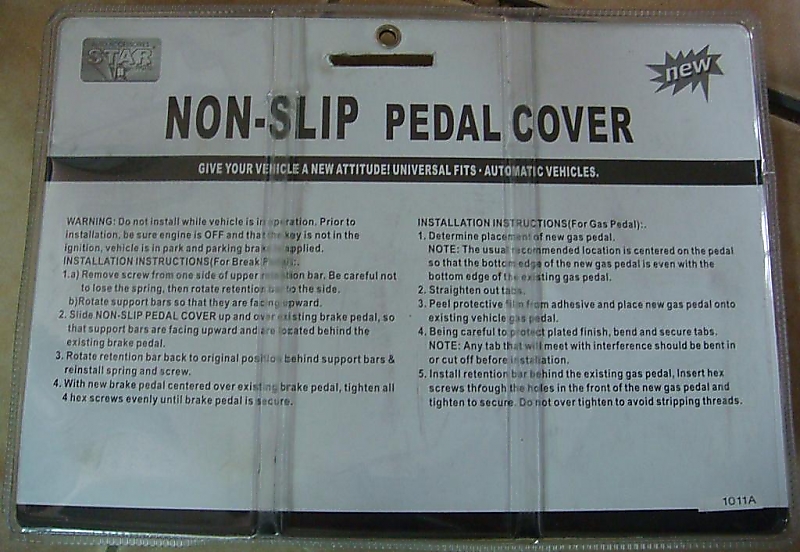 AUTO ACCESSORIES
STAR
new
NON-SLIP PEDAL COVER
GIVE YOUR VEHICLE A NEW ATTITUDE! UNIVERSAL FITS · AUTOMATIC VEHICLES.
WARNING: Do not install while vehicle is in operation. Prior to
installation, be sure engine is OFF and that the key is not in the
ignition, vehicle is in park and parking brake is applied.
INSTALLATION INSTRUCTIONS(For Break Pedal):.
1.a) Remove screw from one side of upper retention bar. Be careful not
to lose the spring, then rotate retention bar to the side.
b)Rotate support bars so that they are facing upward.
2. Slide NON-SLIP PEDAL COVER up and over existing brake pedal, so
that support bars are facing upward and are located behind the
existing brake pedal.
3. Rotate retention bar back to original position behind support bars &
reinstall spring and screw.
4. With new brake pedal centered over existing brake pedal, tighten all
4 hex screws evenly until brake pedal is secure.
INSTALLATION INSTRUCTIONS(For Gas Pedal):.
1. Determine placement of new gas pedal.
NOTE: The usual recommended location is centered on the pedal
so that the bottom edge of the new gas pedal is even with the
bottom edge of the existing gas pedal.
2. Straighten out tabs.
3. Peel protective film from adhesive and place new gas pedal onto
existing vehicle gas pedal.
4. Being careful to protect plated finish, bend and secure tabs.
NOTE: Any tab that will meet with interference should be bent in
or cut off before installation.
5. Install retention bar behind the existing gas pedal, Insert hex
screws through the holes in the front of the new gas pedal and
tighten to secure. Do not over tighten to avoid stripping threads.
1011A